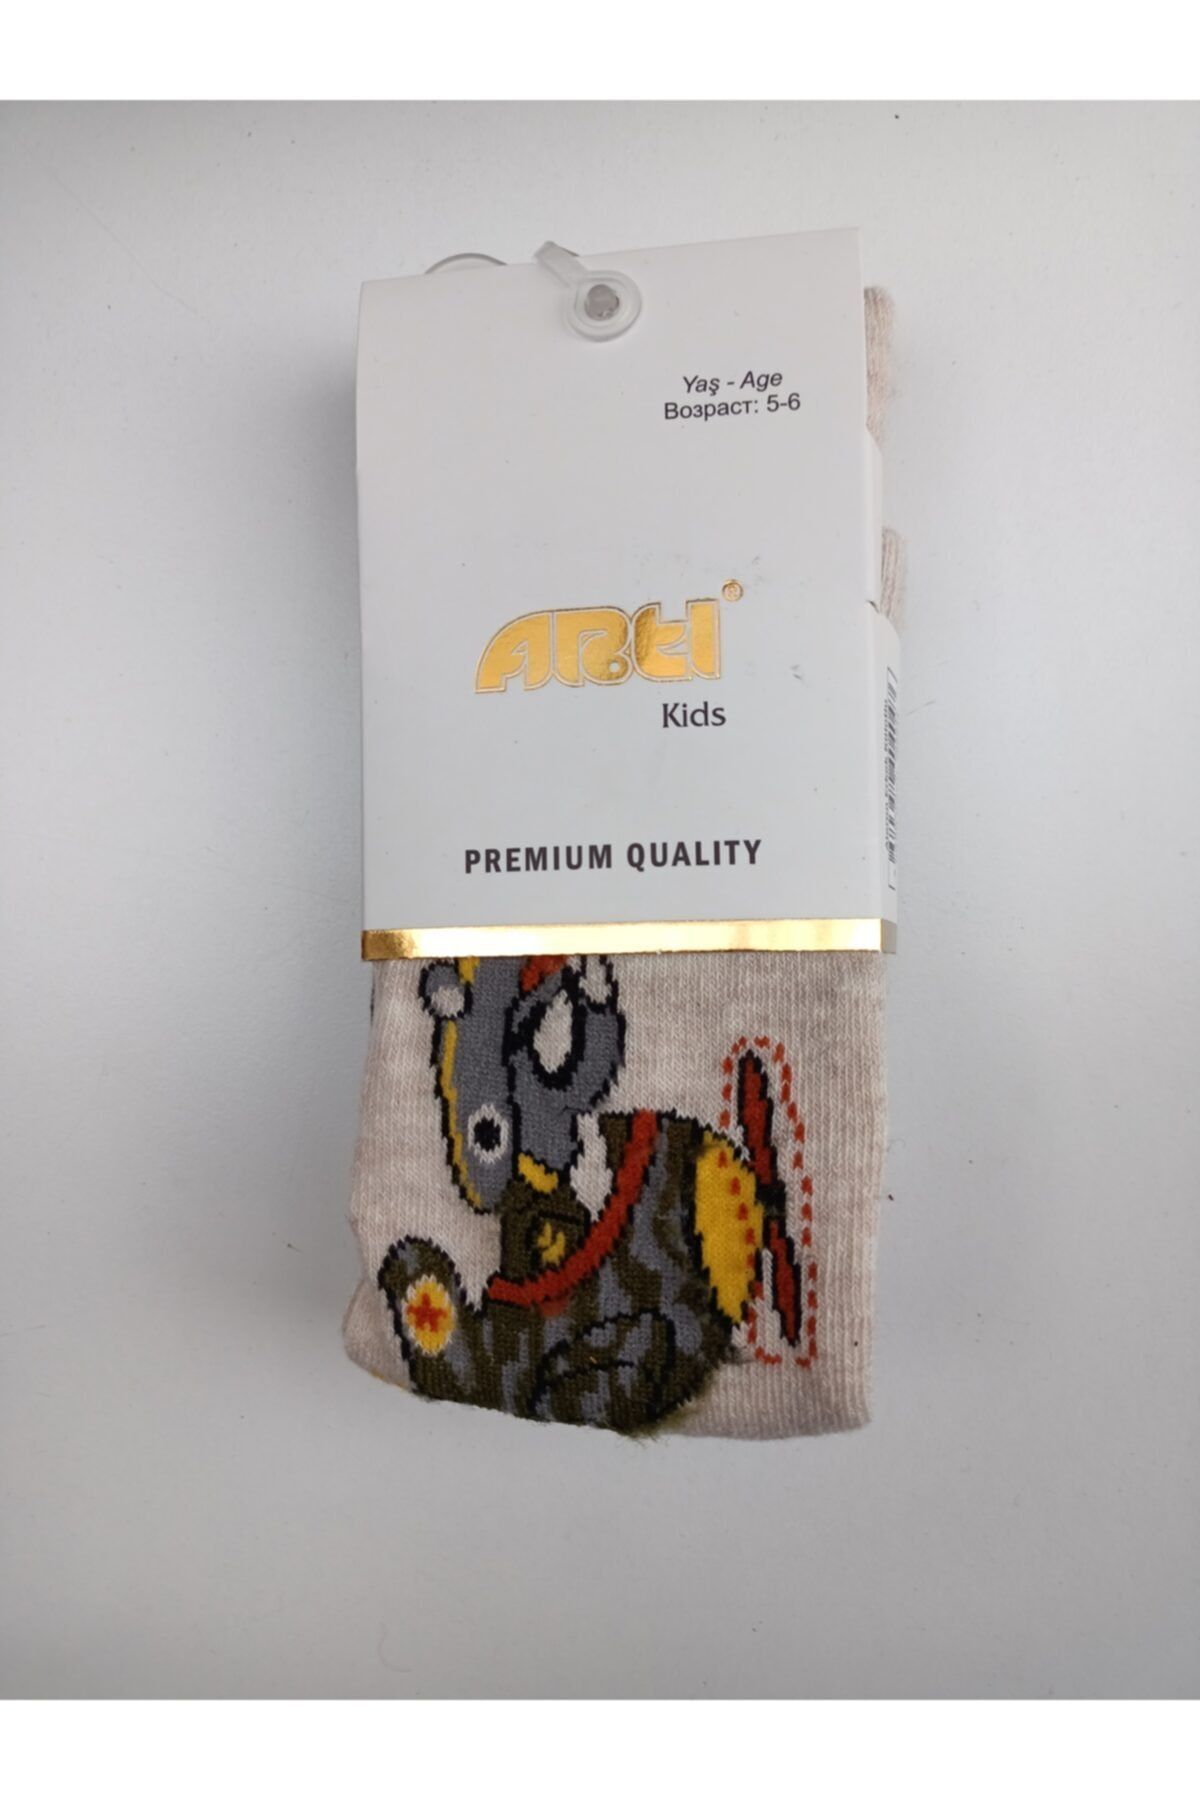 Yaş - Age
Возраст: 5-6
ARTI®
Kids
PREMIUM QUALITY